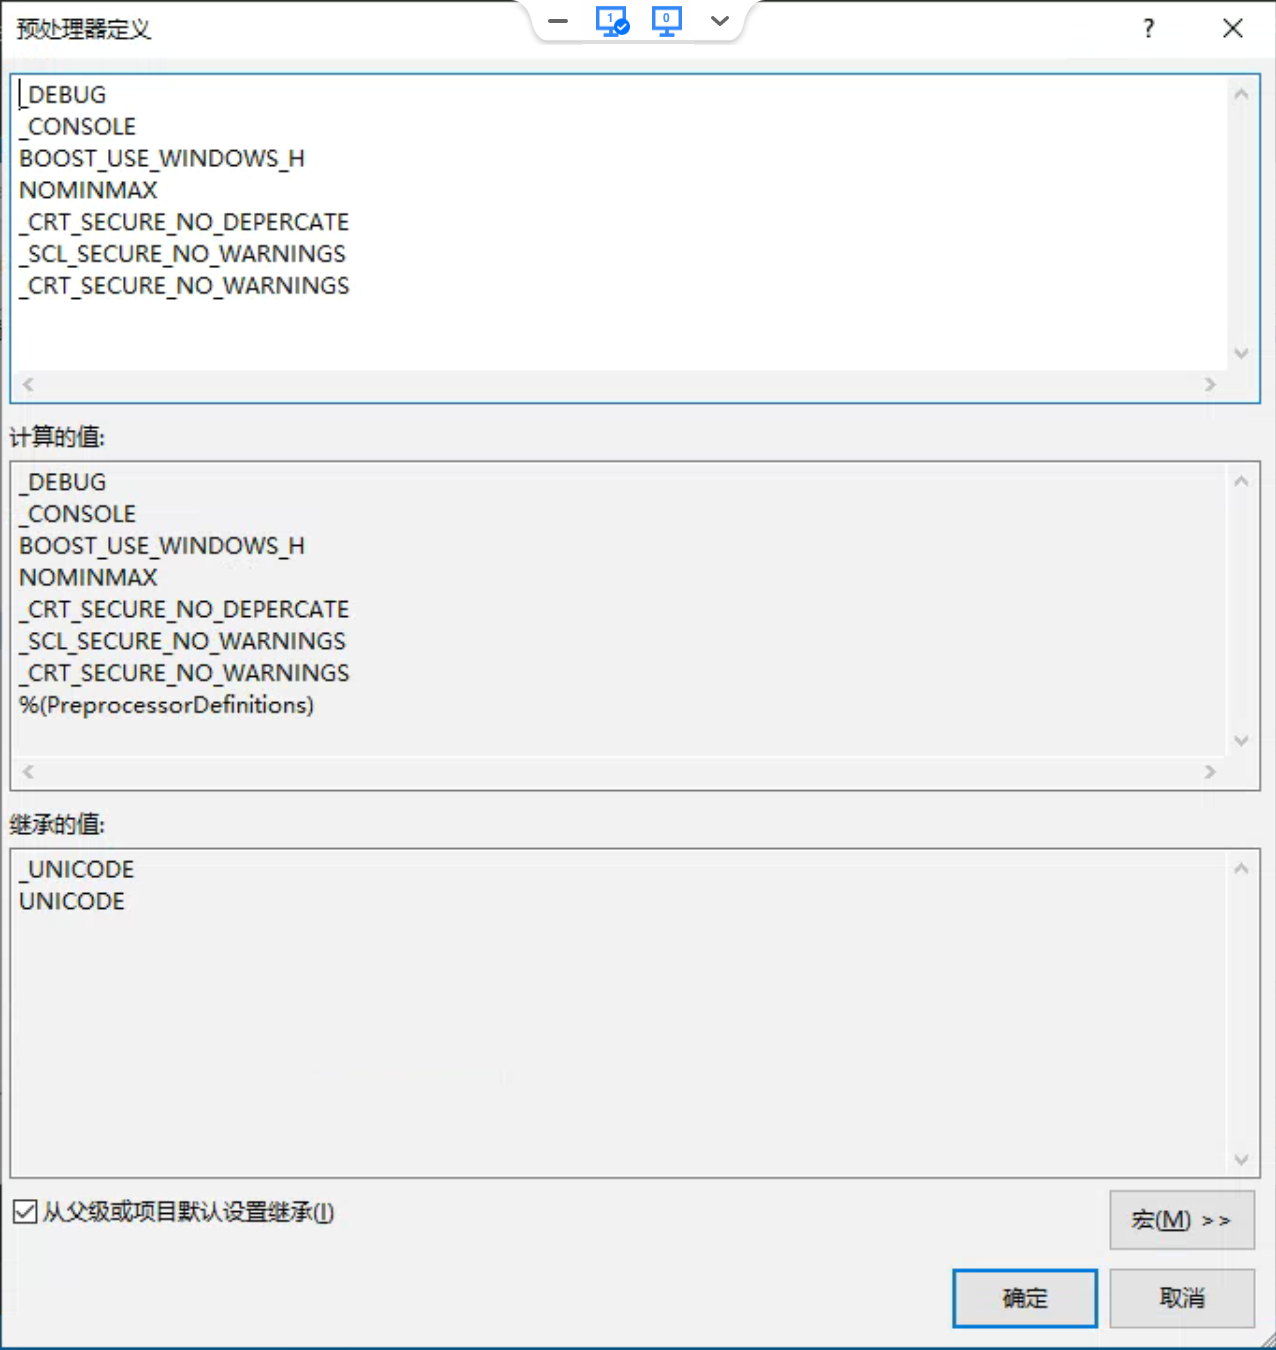 预处理器定义
1
0
?
_DEBUG
_CONSOLE
BOOST_USE_WINDOWS_H
NOMINMAX
_CRT_SECURE_NO_DEPERCATE
_SCL_SECURE_NO_WARNINGS
_CRT_SECURE_NO_WARNINGS
计算的值:
_DEBUG
_CONSOLE
BOOST_USE_WINDOWS_H
NOMINMAX
_CRT_SECURE_NO_DEPERCATE
_SCL_SECURE_NO_WARNINGS
_CRT_SECURE_NO_WARNINGS
%(PreprocessorDefinitions)
继承的值:
_UNICODE
UNICODE
从父级或项目默认设置继承(I)
宏(M) >>
确定
取消